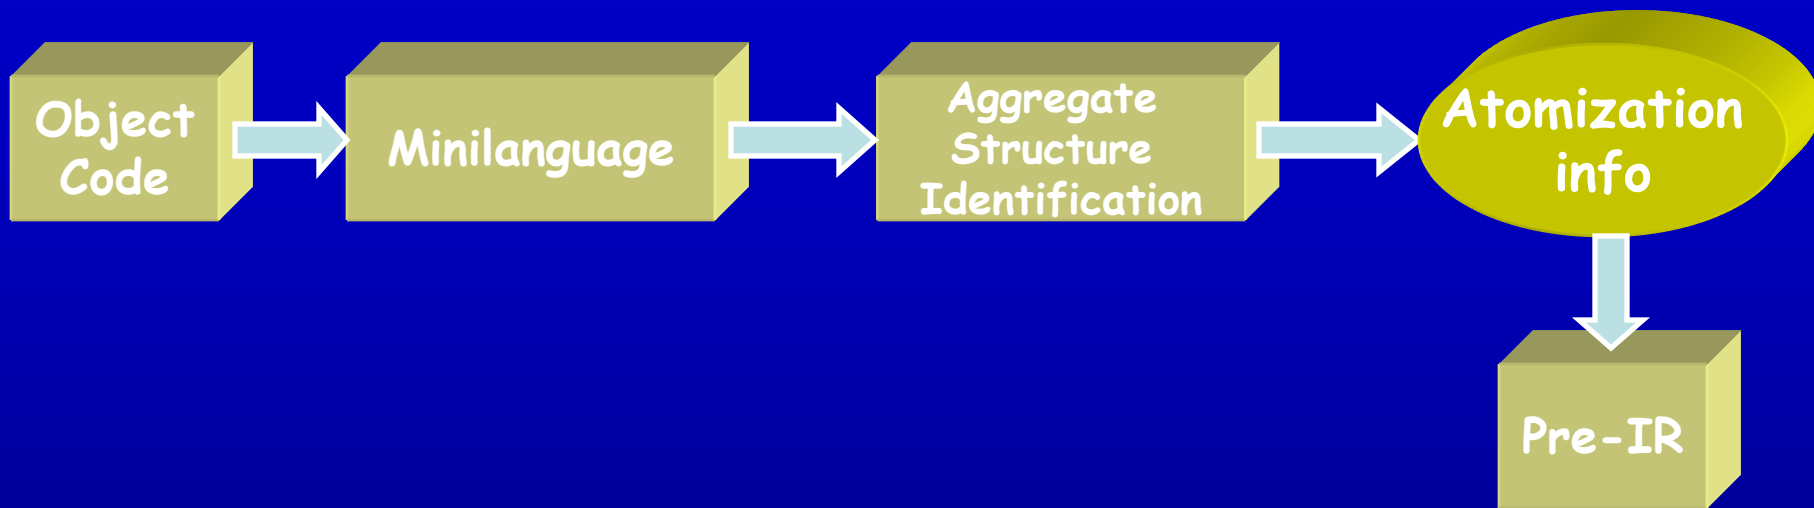 Object
Code
Minilanguage
Aggregate
Structure
Identification
Atomization
info
Pre-IR